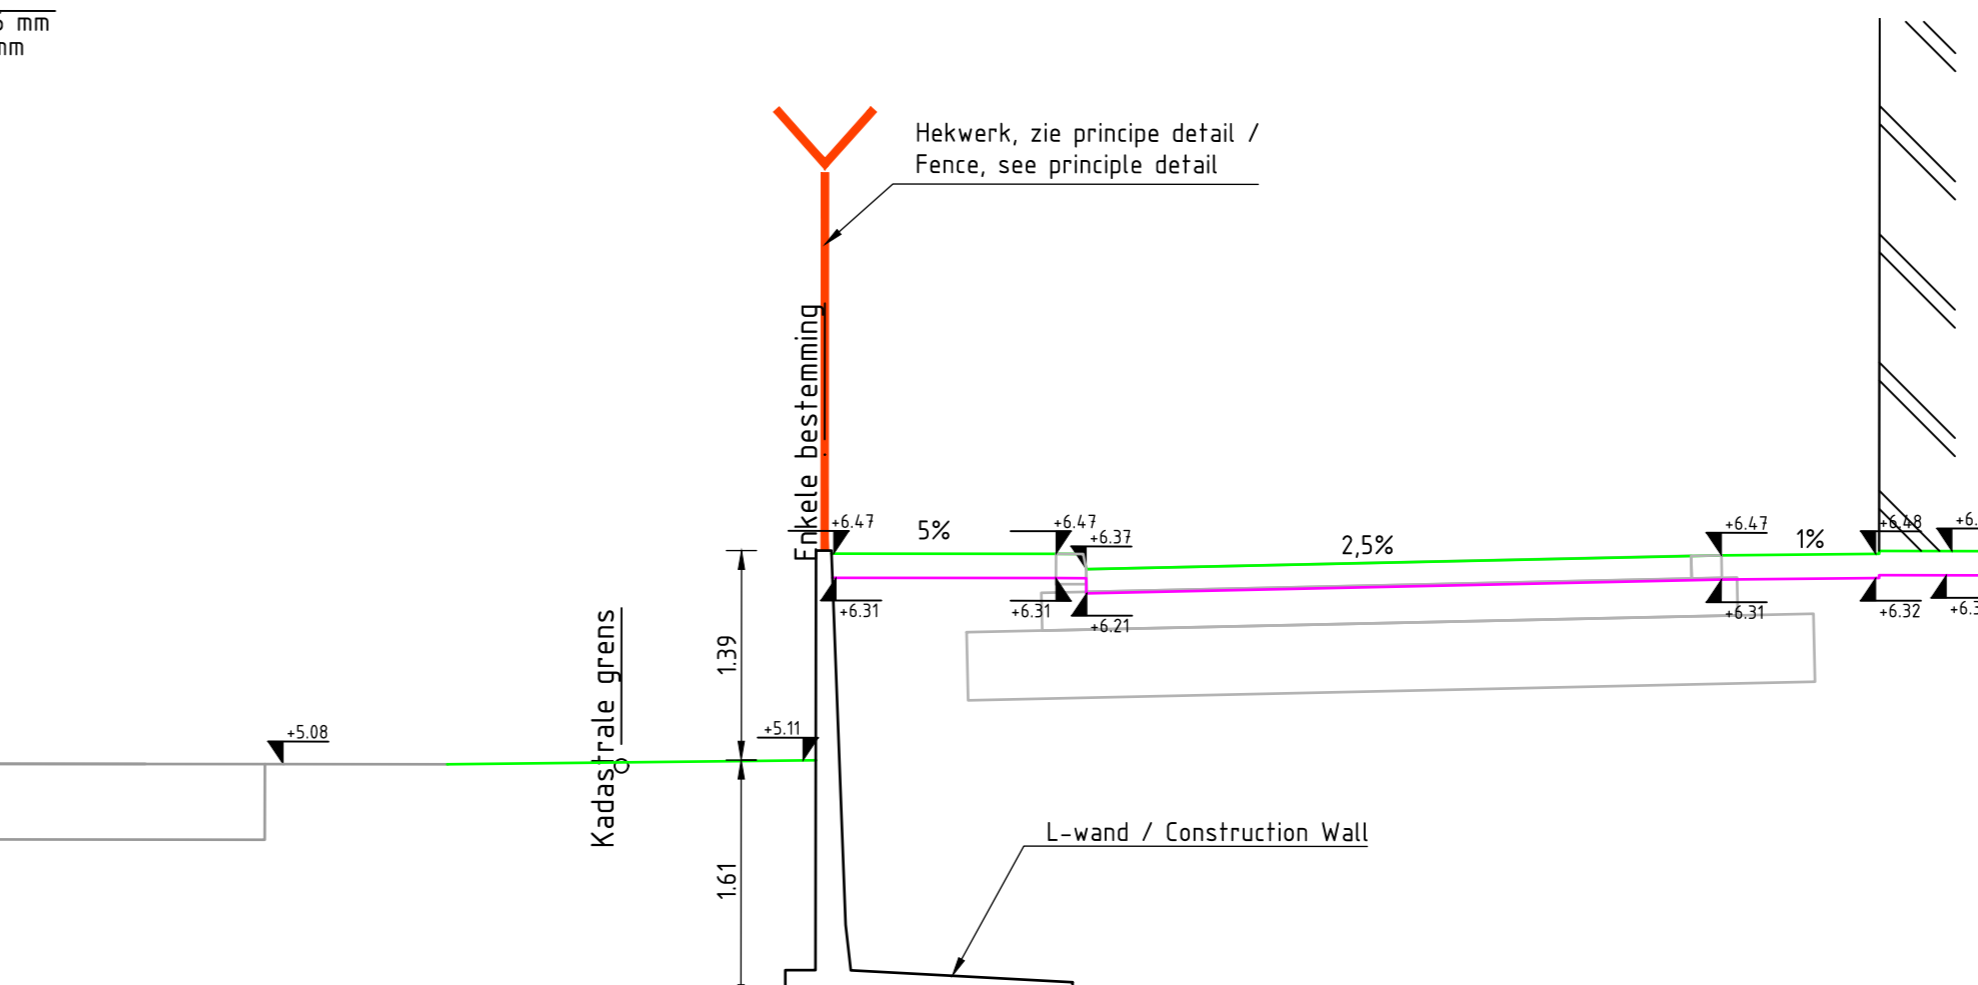 mm
mm
Hekwerk, zie principe detail /
Fence, see principle detail
Enkele bestemming
+6.47
5%
+6.47
+6.37
2,5%
+6.47
1%
+6.48
+6.31
+6.31
+6.21
+6.31
+6.32
Kadastrale grens
1.39
+5.08
+5.11
L-wand / Construction Wall
1.61